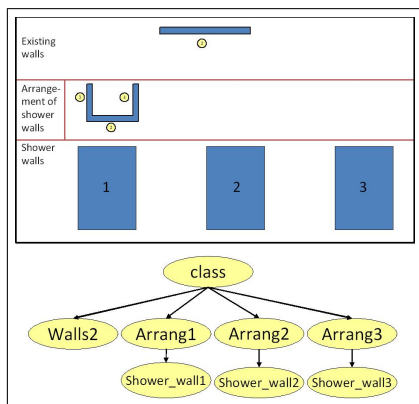 Existing
walls
Arrange-
ment of
shower
walls
Shower
walls
1 2 3
class
Walls2 Arrang1 Arrang2 Arrang3
Shower_wall1 Shower_wall2 Shower_wall3